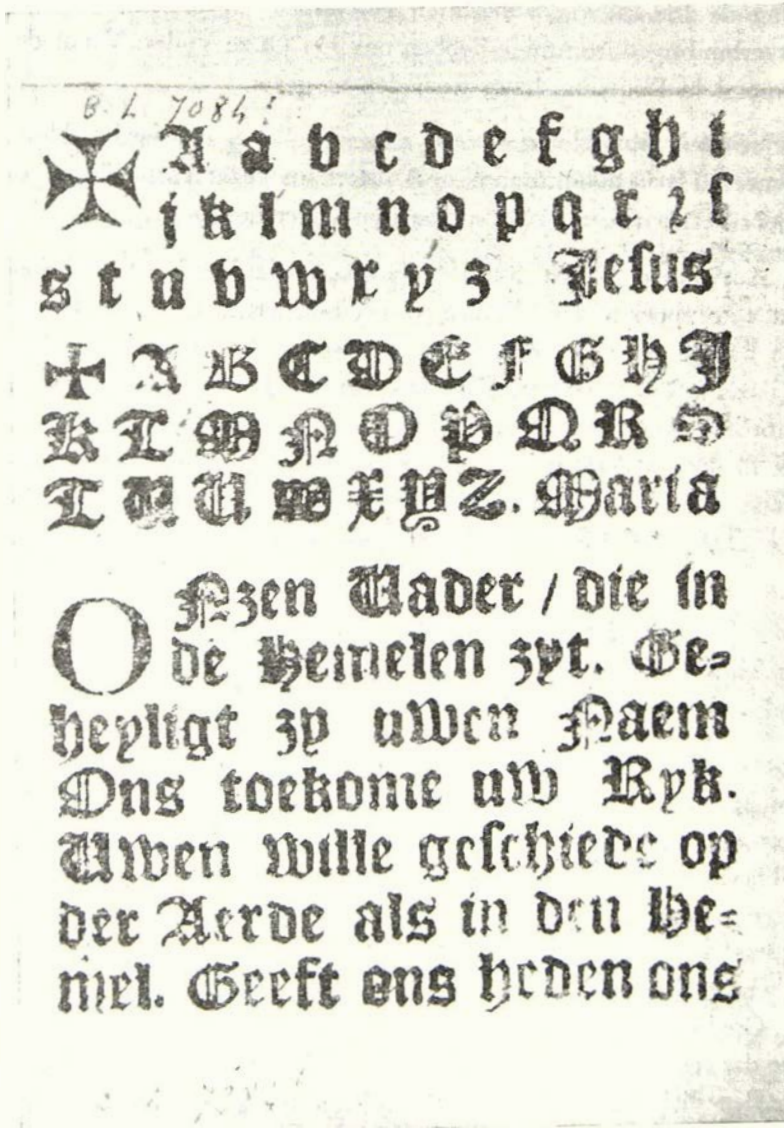 B. L. 7084
✠ A a b c d e f g h i
j k l m n o p q r ꝛ ſ
s t u v w x y z Jeſus
✠ A B C D E F G H J
K L M N O P Q R S
T V U W X Y Z. Maria
ONzen Vader / die in
de Hemelen zyt. Ge⸗
heyligt zy uwen Naem
Ons toekome uw Ryk.
Uwen wille geſchiede op
der Aerde als in den He⸗
mel. Geeft ons heden ons